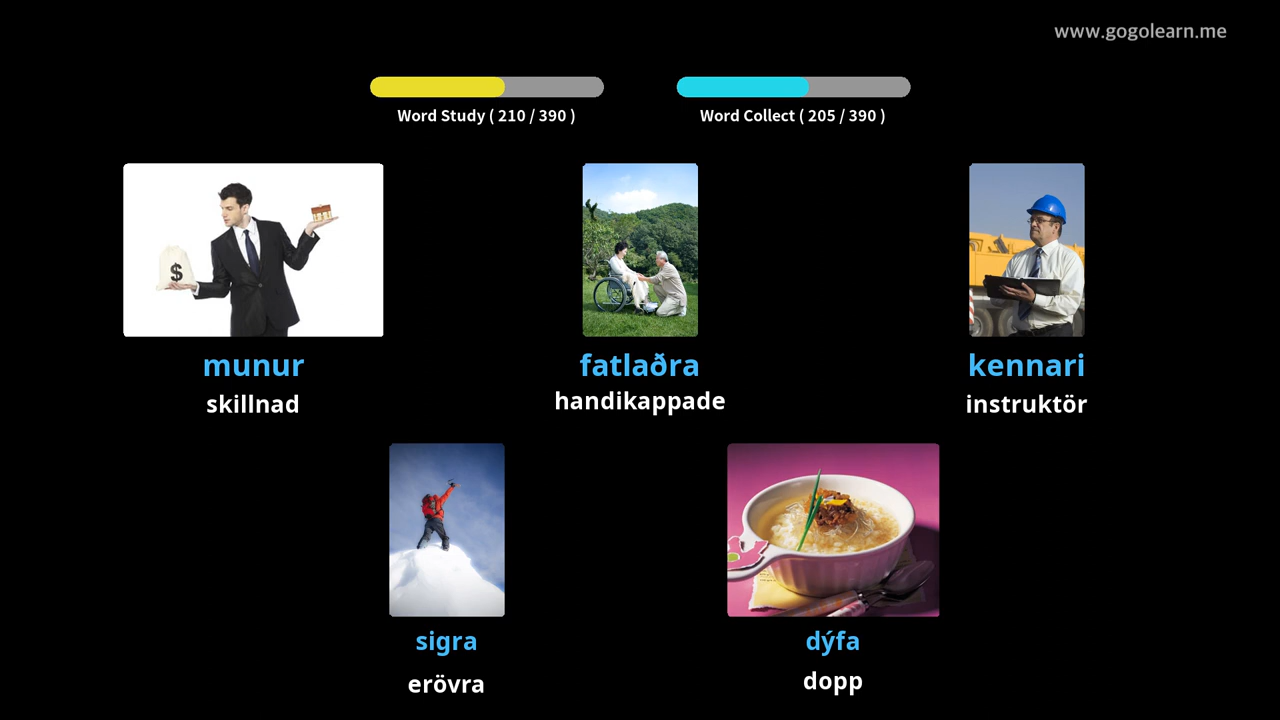 www.gogolearn.me
Word Study ( 210 / 390 )
Word Collect ( 205 / 390 )
$
munur
skillnad
fatlaðra
handikappade
kennari
instruktör
sigra
erövra
dýfa
dopp